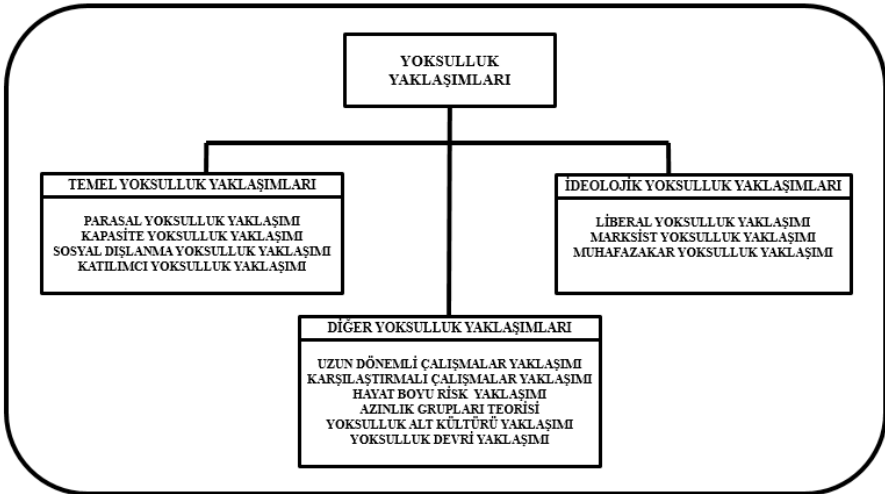 YOKSULLUK
YAKLAŞIMLARI
TEMEL YOKSULLUK YAKLAŞIMLARI
PARASAL YOKSULLUK YAKLAŞIMI
KAPASİTE YOKSULLUK YAKLAŞIMI
SOSYAL DIŞLANMA YOKSULLUK YAKLAŞIMI
KATILIMCI YOKSULLUK YAKLAŞIMI
İDEOLOJİK YOKSULLUK YAKLAŞIMLARI
LİBERAL YOKSULLUK YAKLAŞIMI
MARKSİST YOKSULLUK YAKLAŞIMI
MUHAFAZAKAR YOKSULLUK YAKLAŞIMI
DİĞER YOKSULLUK YAKLAŞIMLARI
UZUN DÖNEMLİ ÇALIŞMALAR YAKLAŞIMI
KARŞILAŞTIRMALI ÇALIŞMALAR YAKLAŞIMI
HAYAT BOYU RİSK YAKLAŞIMI
AZINLIK GRUPLARI TEORİSİ
YOKSULLUK ALT KÜLTÜRÜ YAKLAŞIMI
YOKSULLUK DEVRİ YAKLAŞIMI